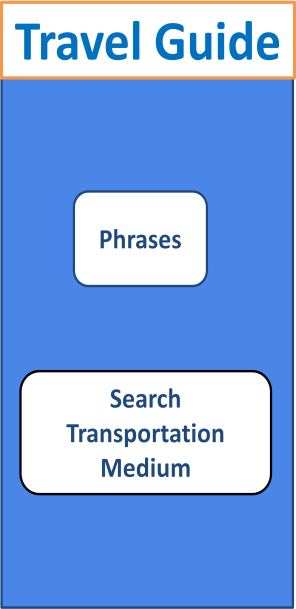 Travel Guide
Phrases
Search
Transportation
Medium